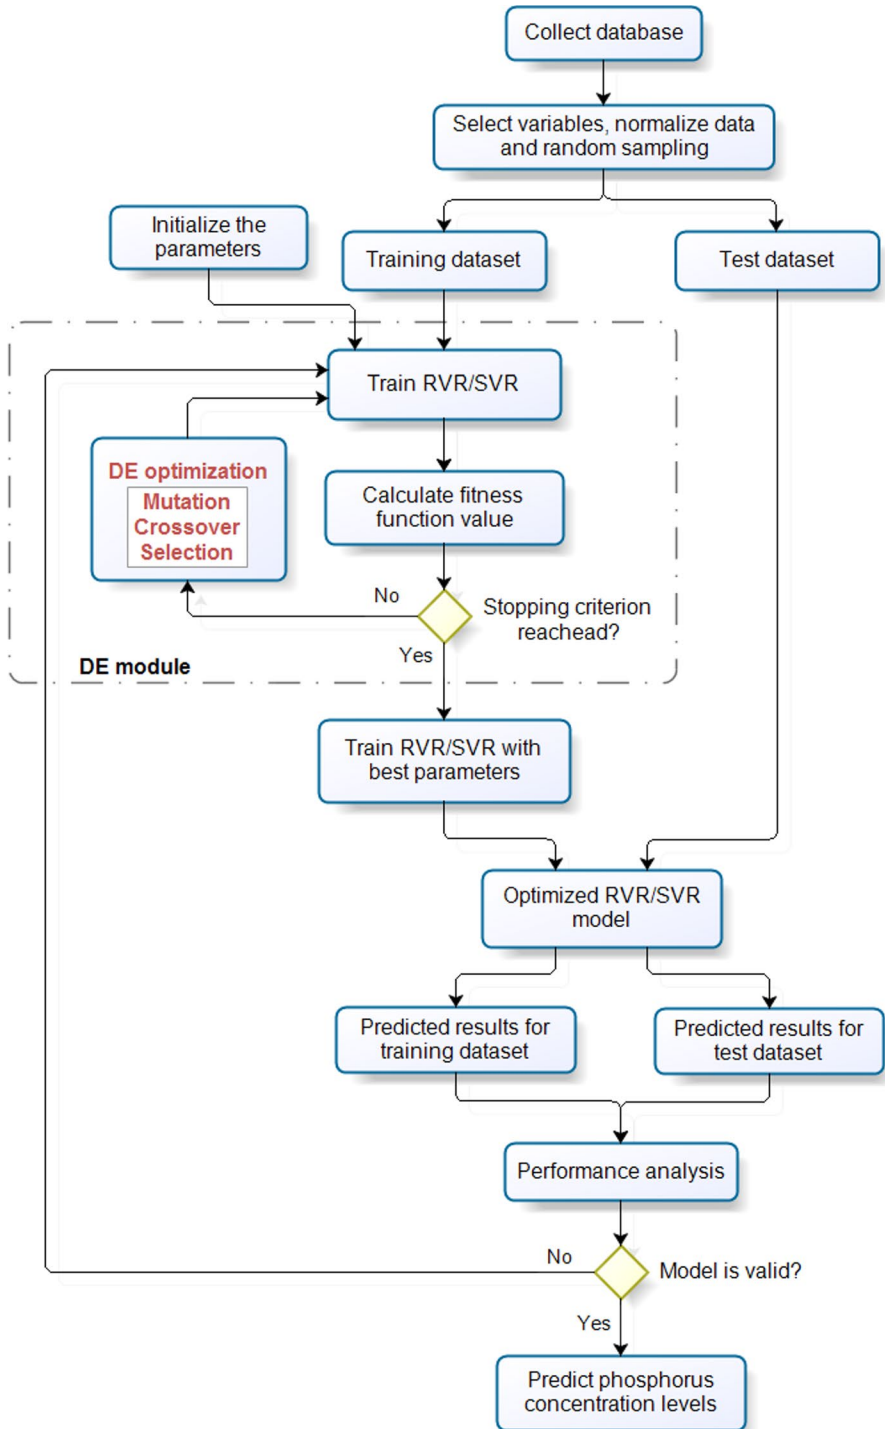 Collect database
Select variables, normalize data
and random sampling
Initialize the
parameters
Training dataset
Test dataset
Train RVR/SVR
DE optimization
Mutation
Crossover
Selection
Calculate fitness
function value
No
Stopping criterion
reachead?
Yes
DE module
Train RVR/SVR with
best parameters
Optimized RVR/SVR
model
Predicted results for
training dataset
Predicted results for
test dataset
Performance analysis
No
Model is valid?
Yes
Predict phosphorus
concentration levels